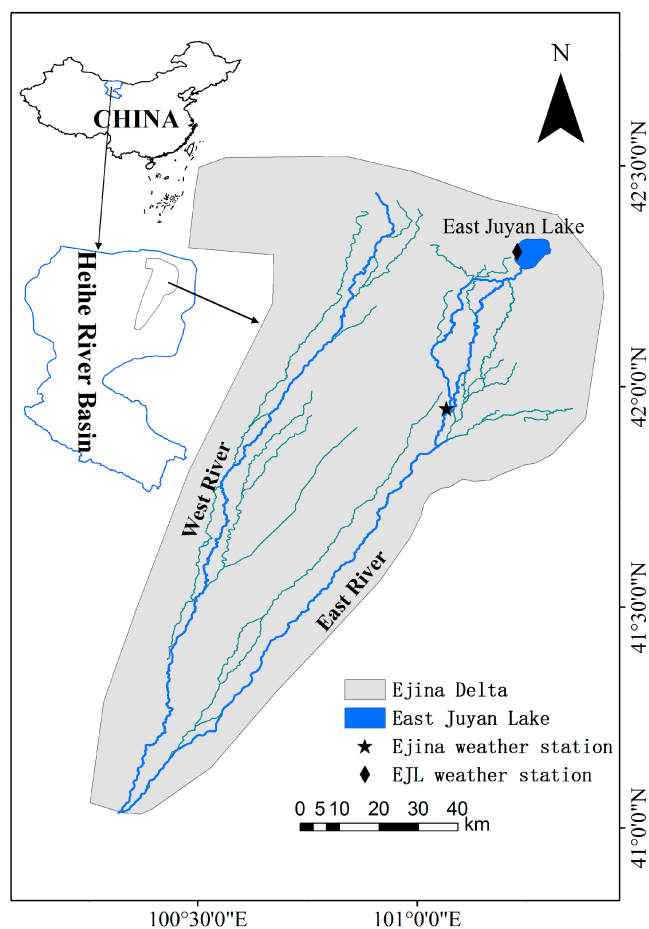 N
CHINA
42°30'0"N
East Juyan Lake
Heihe River Basin
42°0'0"N
West River
East River
41°30'0"N
Ejina Delta
East Juyan Lake
Ejina weather station
EJL weather station
0 5 10 20 30 40
km
41°0'0"N
100°30'0"E
101°0'0"E